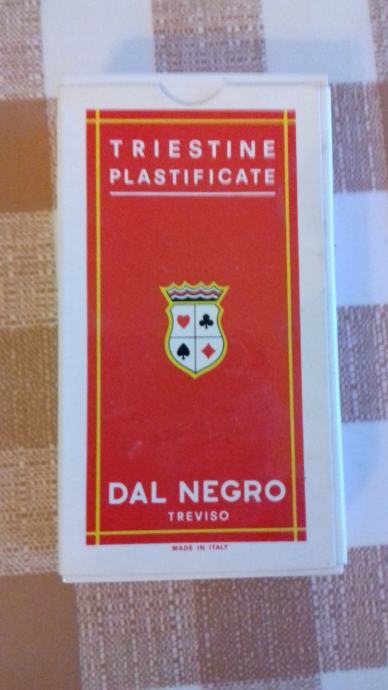 TRIESTINE
PLASTIFICATE
DAL NEGRO
TREVISO
MADE IN ITALY